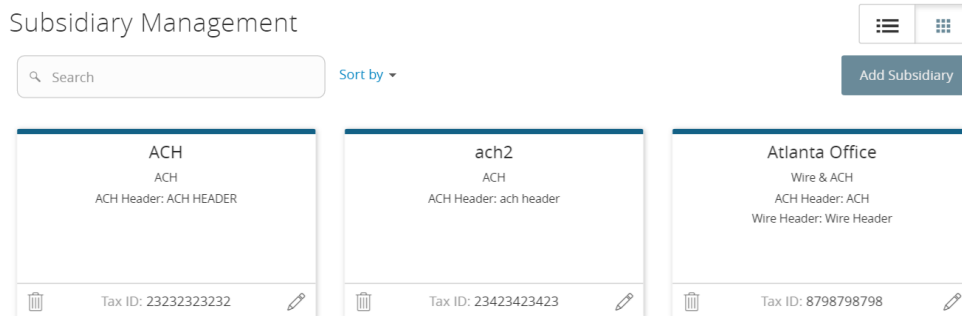 Subsidiary Management
Search
Sort by
Add Subsidiary
ACH
ACH
ACH Header: ACH HEADER
Tax ID: 23232323232
ach2
ACH
ACH Header: ach header
Tax ID: 23423423423
Atlanta Office
Wire & ACH
ACH Header: ACH
Wire Header: Wire Header
Tax ID: 8798798798